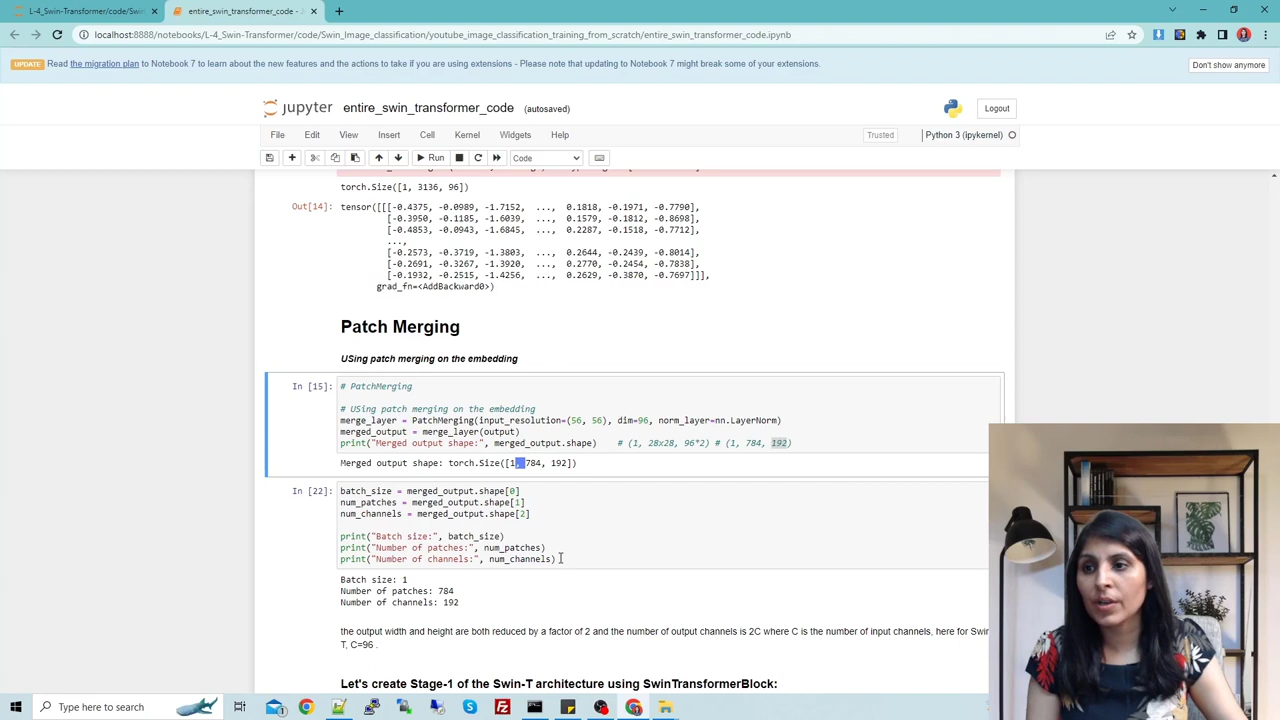 L-4_Swin-Transformer/code/Swin
entire_swin_transformer_code - J
localhost:8888/notebooks/L-4_Swin-Transformer/code/Swin_Image_classification/youtube_image_classification_training_from_scratch/entire_swin_transformer_code.ipynb
UPDATE Read the migration plan to Notebook 7 to learn about the new features and the actions to take if you are using extensions - Please note that updating to Notebook 7 might break some of your extensions.
Don't show anymore
jupyter entire_swin_transformer_code (autosaved)
Logout
File Edit View Insert Cell Kernel Widgets Help
Trusted
Python 3 (ipykernel)
Run
Code
torch.Size([1, 3136, 96])
Out[14]: tensor([[[-0.4375, -0.0989, -1.7152, ..., 0.1818, -0.1971, -0.7790],
[-0.3950, -0.1185, -1.6039, ..., 0.1579, -0.1812, -0.8698],
[-0.4853, -0.0943, -1.6845, ..., 0.2287, -0.1518, -0.7712],
...,
[-0.2573, -0.3719, -1.3803, ..., 0.2644, -0.2439, -0.8014],
[-0.2691, -0.3267, -1.3920, ..., 0.2770, -0.2454, -0.7838],
[-0.1932, -0.2515, -1.4256, ..., 0.2629, -0.3870, -0.7697]]],
grad_fn=<AddBackward0>)
Patch Merging
USing patch merging on the embedding
In [15]: # PatchMerging
# USing patch merging on the embedding
merge_layer = PatchMerging(input_resolution=(56, 56), dim=96, norm_layer=nn.LayerNorm)
merged_output = merge_layer(output)
print("Merged output shape:", merged_output.shape) # (1, 28x28, 96*2) # (1, 784, 192)
Merged output shape: torch.Size([1, 784, 192])
In [22]: batch_size = merged_output.shape[0]
num_patches = merged_output.shape[1]
num_channels = merged_output.shape[2]
print("Batch size:", batch_size)
print("Number of patches:", num_patches)
print("Number of channels:", num_channels)
Batch size: 1
Number of patches: 784
Number of channels: 192
the output width and height are both reduced by a factor of 2 and the number of output channels is 2C where C is the number of input channels, here for Swin
T, C=96 .
Let's create Stage-1 of the Swin-T architecture using SwinTransformerBlock:
Type here to search